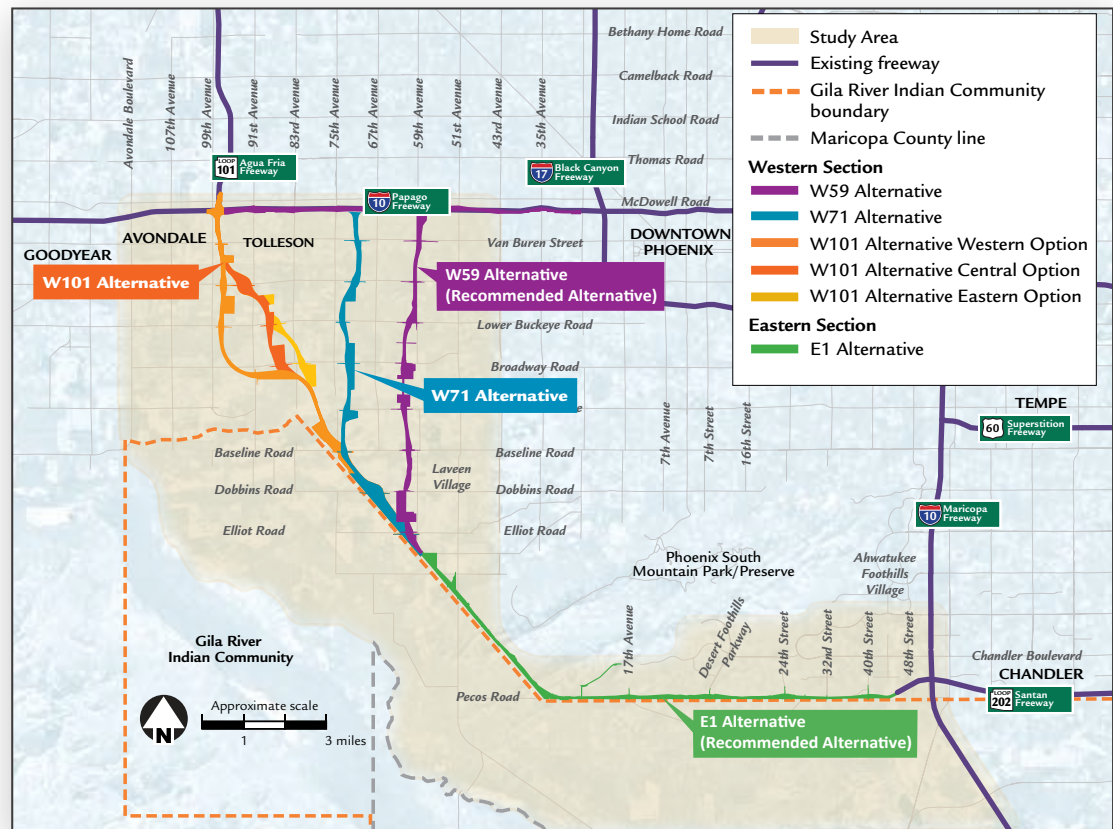 Bethany Home Road
Camelback Road
Indian School Road
Thomas Road
McDowell Road
Avondale Boulevard
107th Avenue
99th Avenue
91st Avenue
83rd Avenue
75th Avenue
67th Avenue
59th Avenue
51st Avenue
43rd Avenue
35th Avenue
LOOP
101
Agua Fria
Freeway
10
Papago
Freeway
17
Black Canyon
Freeway
GOODYEAR
AVONDALE
TOLLESON
Van Buren Street
DOWNTOWN
PHOENIX
W101 Alternative
W59 Alternative
(Recommended Alternative)
Lower Buckeye Road
Broadway Road
W71 Alternative
Baseline Road
Dobbins Road
Elliot Road
Laveen
Village
Baseline Road
Dobbins Road
Elliot Road
7th Avenue
7th Street
16th Street
Study Area
Existing freeway
Gila River Indian Community
boundary
Maricopa County line
Western Section
W59 Alternative
W71 Alternative
W101 Alternative Western Option
W101 Alternative Central Option
W101 Alternative Eastern Option
Eastern Section
E1 Alternative
TEMPE
60
Superstition
Freeway
10
Maricopa
Freeway
Phoenix South
Mountain Park/Preserve
Ahwatukee
Foothills
Village
Gila River
Indian Community
17th Avenue
Desert Foothills
Parkway
24th Street
32nd Street
40th Street
48th Street
Chandler Boulevard
CHANDLER
LOOP
202
Santan
Freeway
Pecos Road
E1 Alternative
(Recommended Alternative)
N
Approximate scale
1
3 miles